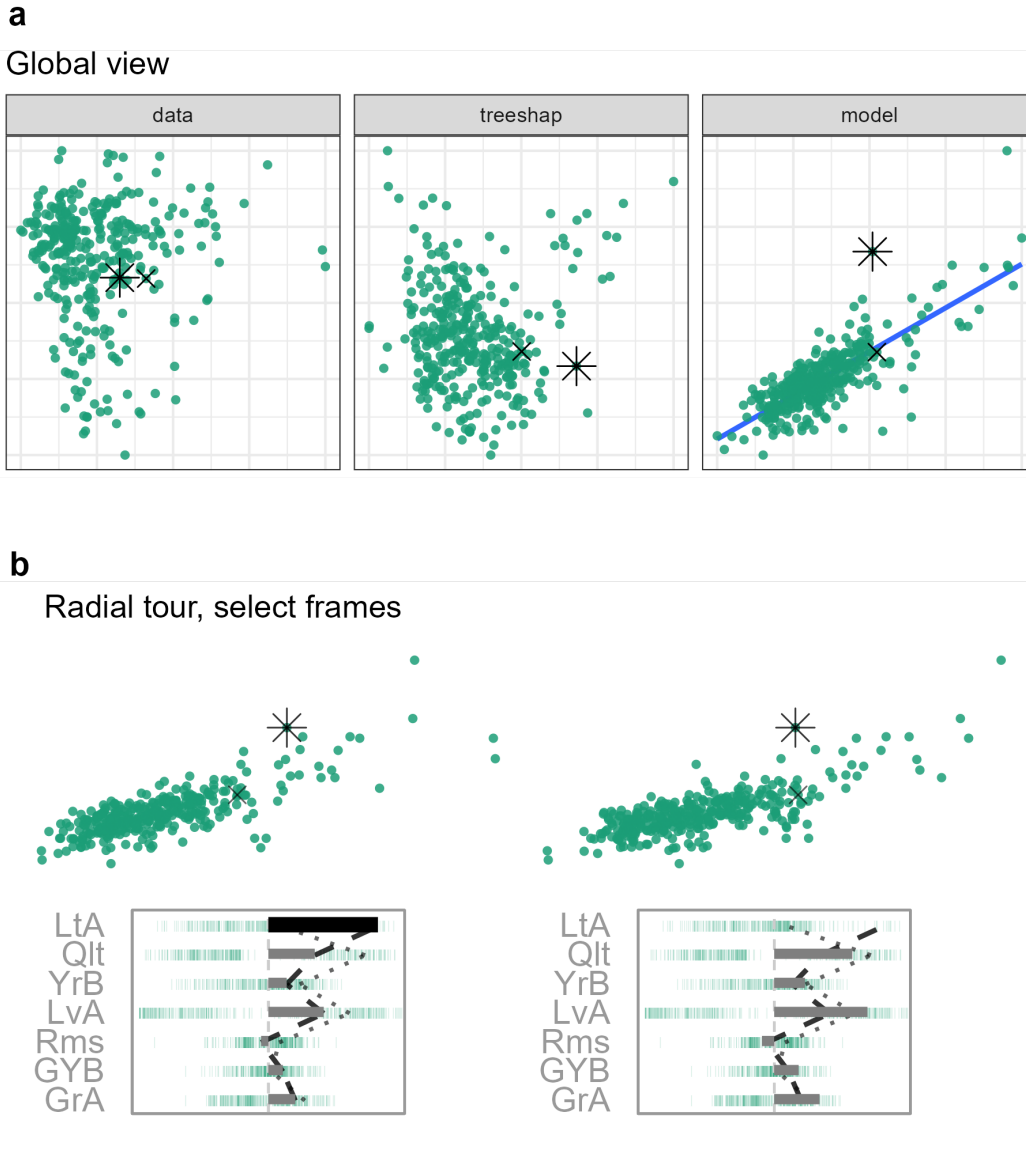 a
Global view
data treeshap model
b
Radial tour, select frames
LtA LtA
Qlt Qlt
YrB YrB
LvA LvA
Rms Rms
GYB GYB
GrA GrA